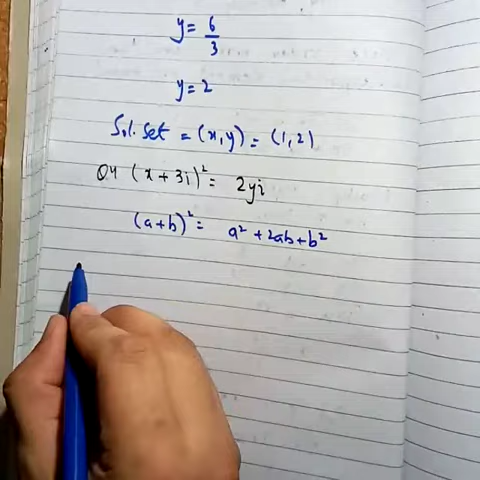 y = 6/3
y = 2
Sol. Set = (x, y) = (1, 2)
Q4 (x + 3i)² = 2yi
(a+b)² = a² + 2ab + b²